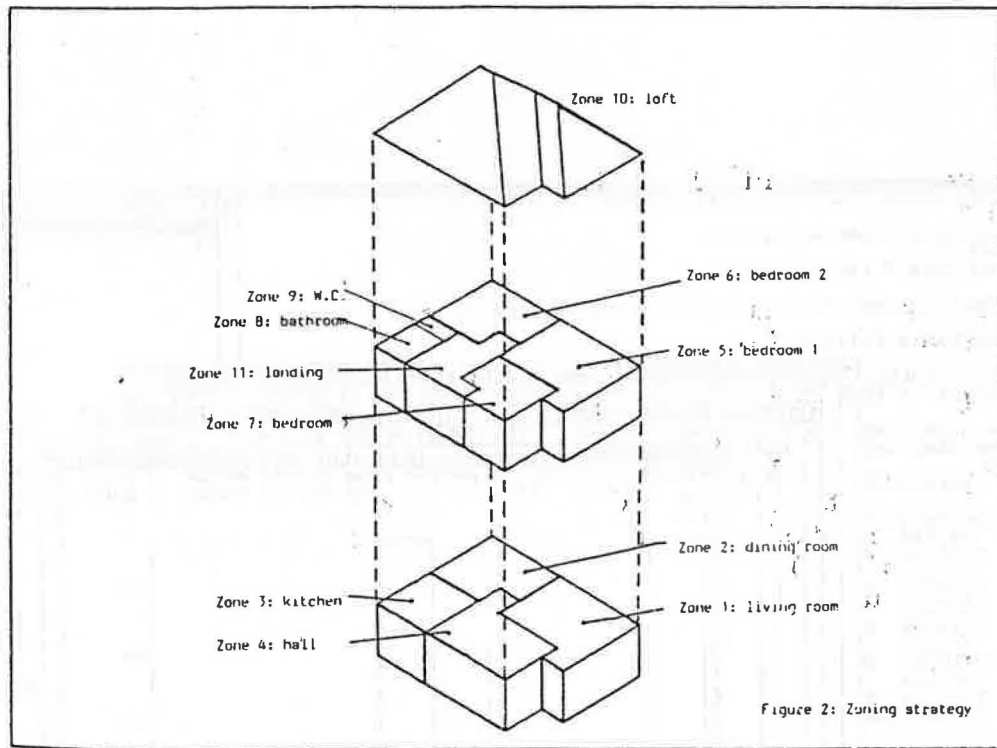 Zone 10: loft
Zone 6: bedroom 2
Zone 9: W.C.
Zone 8: bathroom
Zone 5: bedroom 1
Zone 11: landing
Zone 7: bedroom 3
Zone 2: dining room
Zone 3: kitchen
Zone 1: living room
Zone 4: hall
Figure 2: Zoning strategy